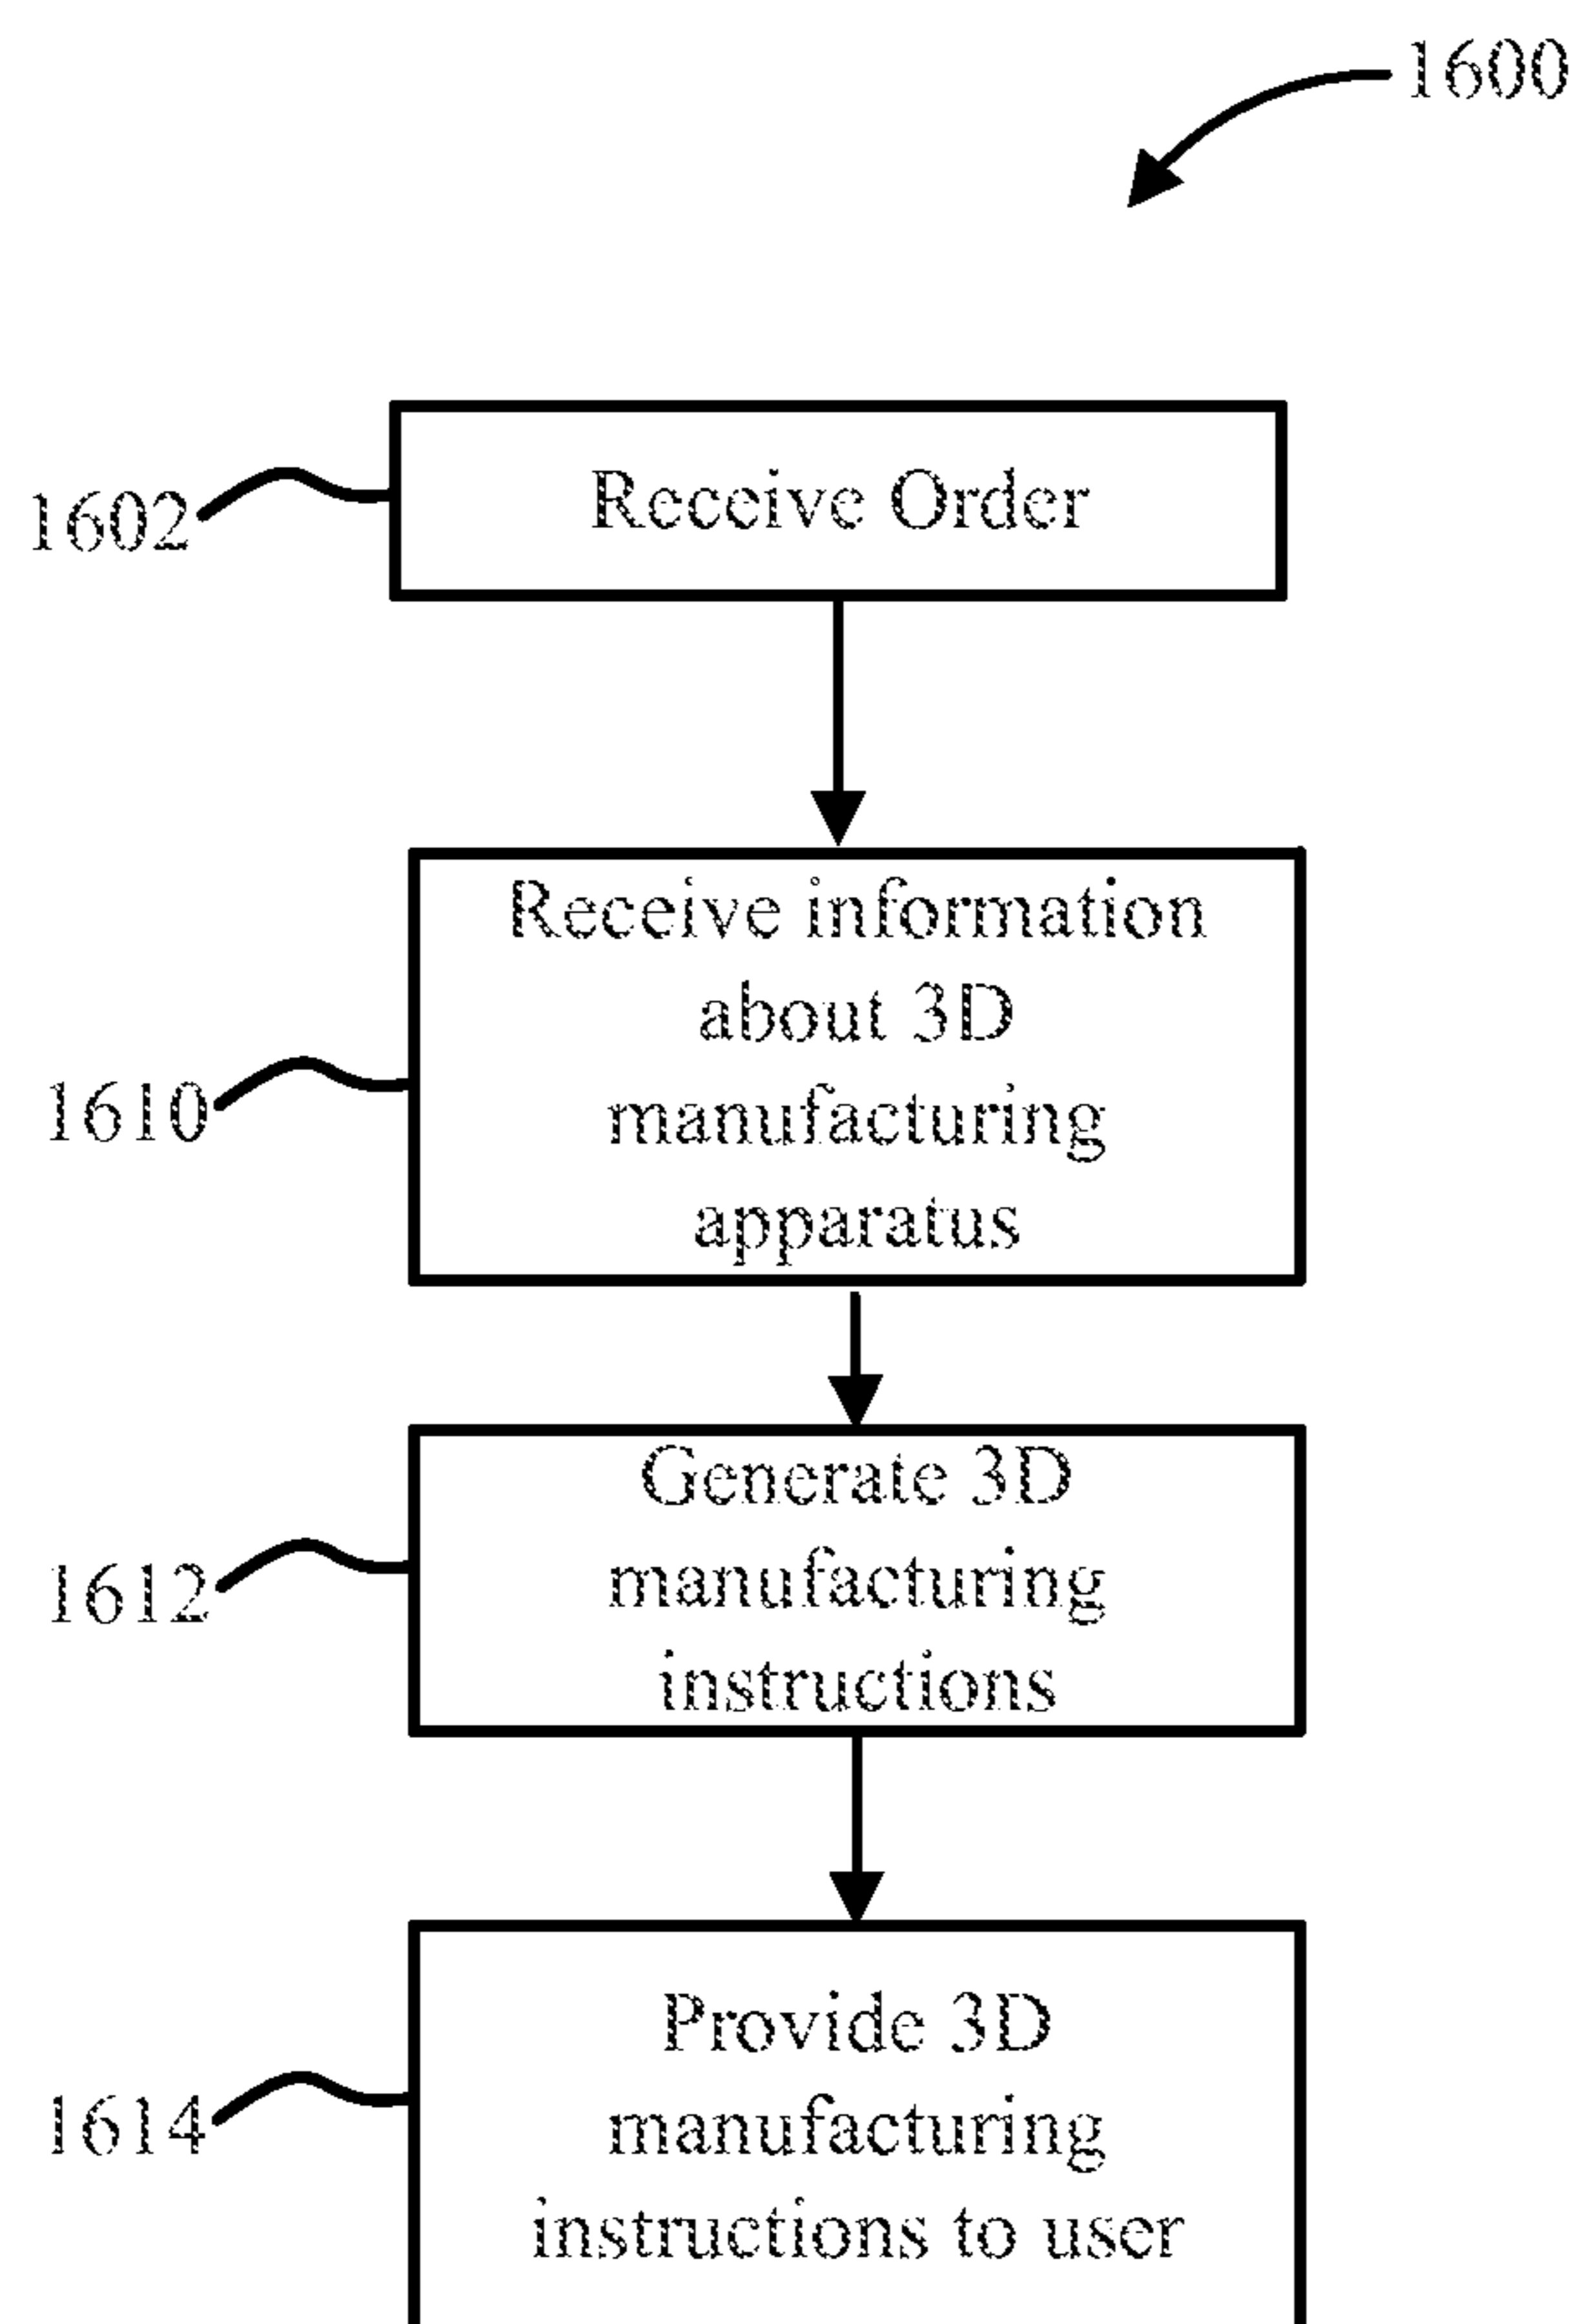 1600
1602
Receive Order
Receive information
about 3D
manufacturing
apparatus
1610
Generate 3D
manufacturing
instructions
1612
Provide 3D
manufacturing
instructions to user
1614